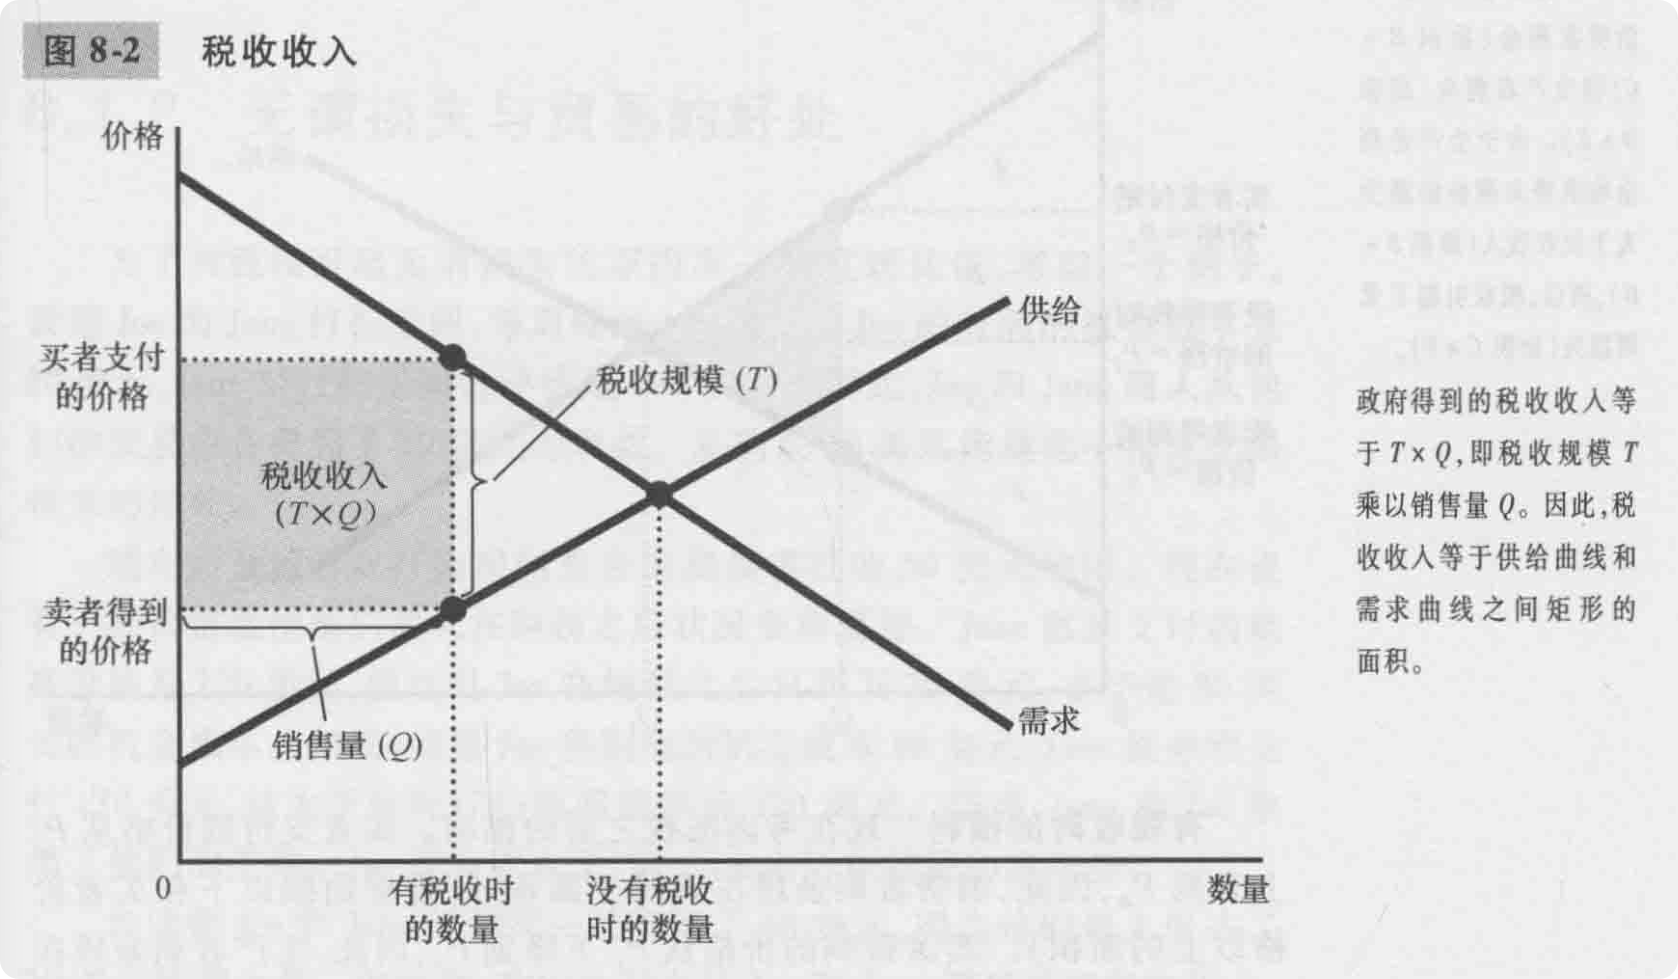 图 8-2 税收收入
价格
供给
买者支付
的价格
税收规模 (T)
税收收入
(T×Q)
卖者得到
的价格
需求
销售量 (Q)
0
有税收时
的数量
没有税收
时的数量
数量
政府得到的税收收入等
于 T×Q,即税收规模 T
乘以销售量 Q。因此,税
收收入等于供给曲线和
需求曲线之间矩形的
面积。